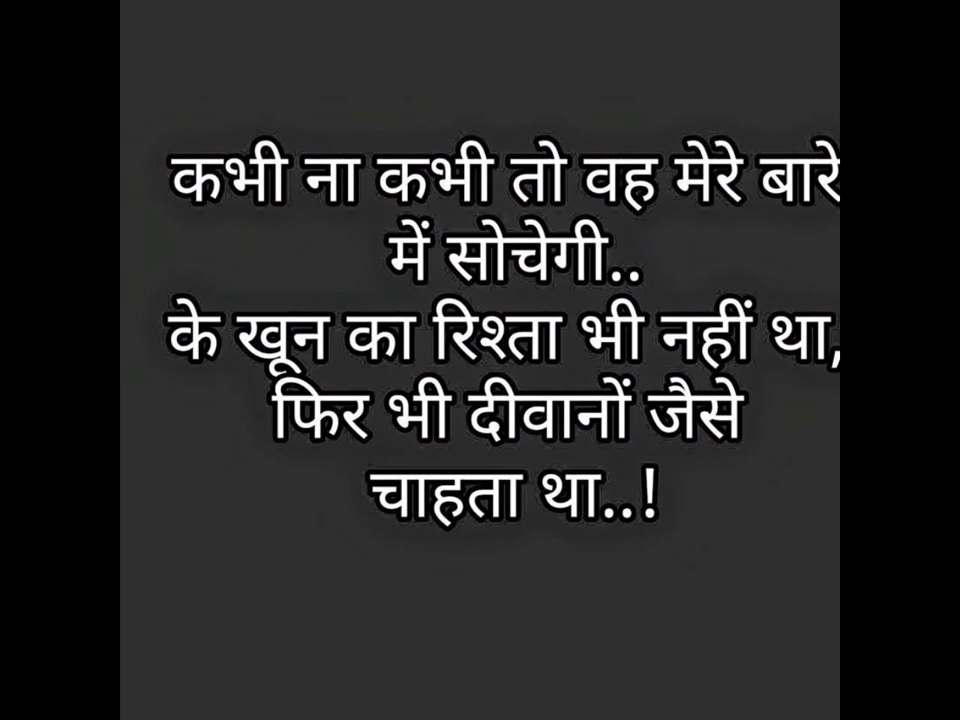 कभी ना कभी तो वह मेरे बारे
में सोचेगी..
के खून का रिश्ता भी नहीं था,
फिर भी दीवानों जैसे
चाहता था..!